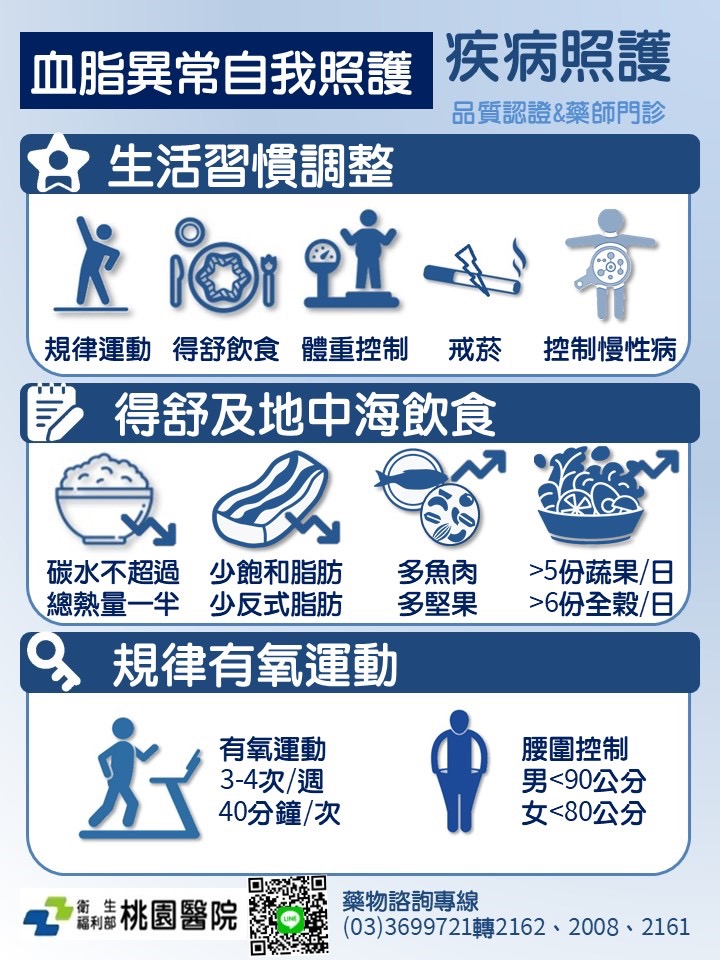 血脂異常自我照護
疾病照護
品質認證&藥師門診
生活習慣調整
規律運動
得舒飲食
體重控制
戒菸
控制慢性病
得舒及地中海飲食
碳水不超過
總熱量一半
少飽和脂肪
少反式脂肪
多魚肉
多堅果
>5份蔬果/日
>6份全穀/日
規律有氧運動
有氧運動
3-4次/週
40分鐘/次
腰圍控制
男<90公分
女<80公分
衛生
福利部
桃園醫院
LINE
藥物諮詢專線
(03)3699721轉2162、2008、2161